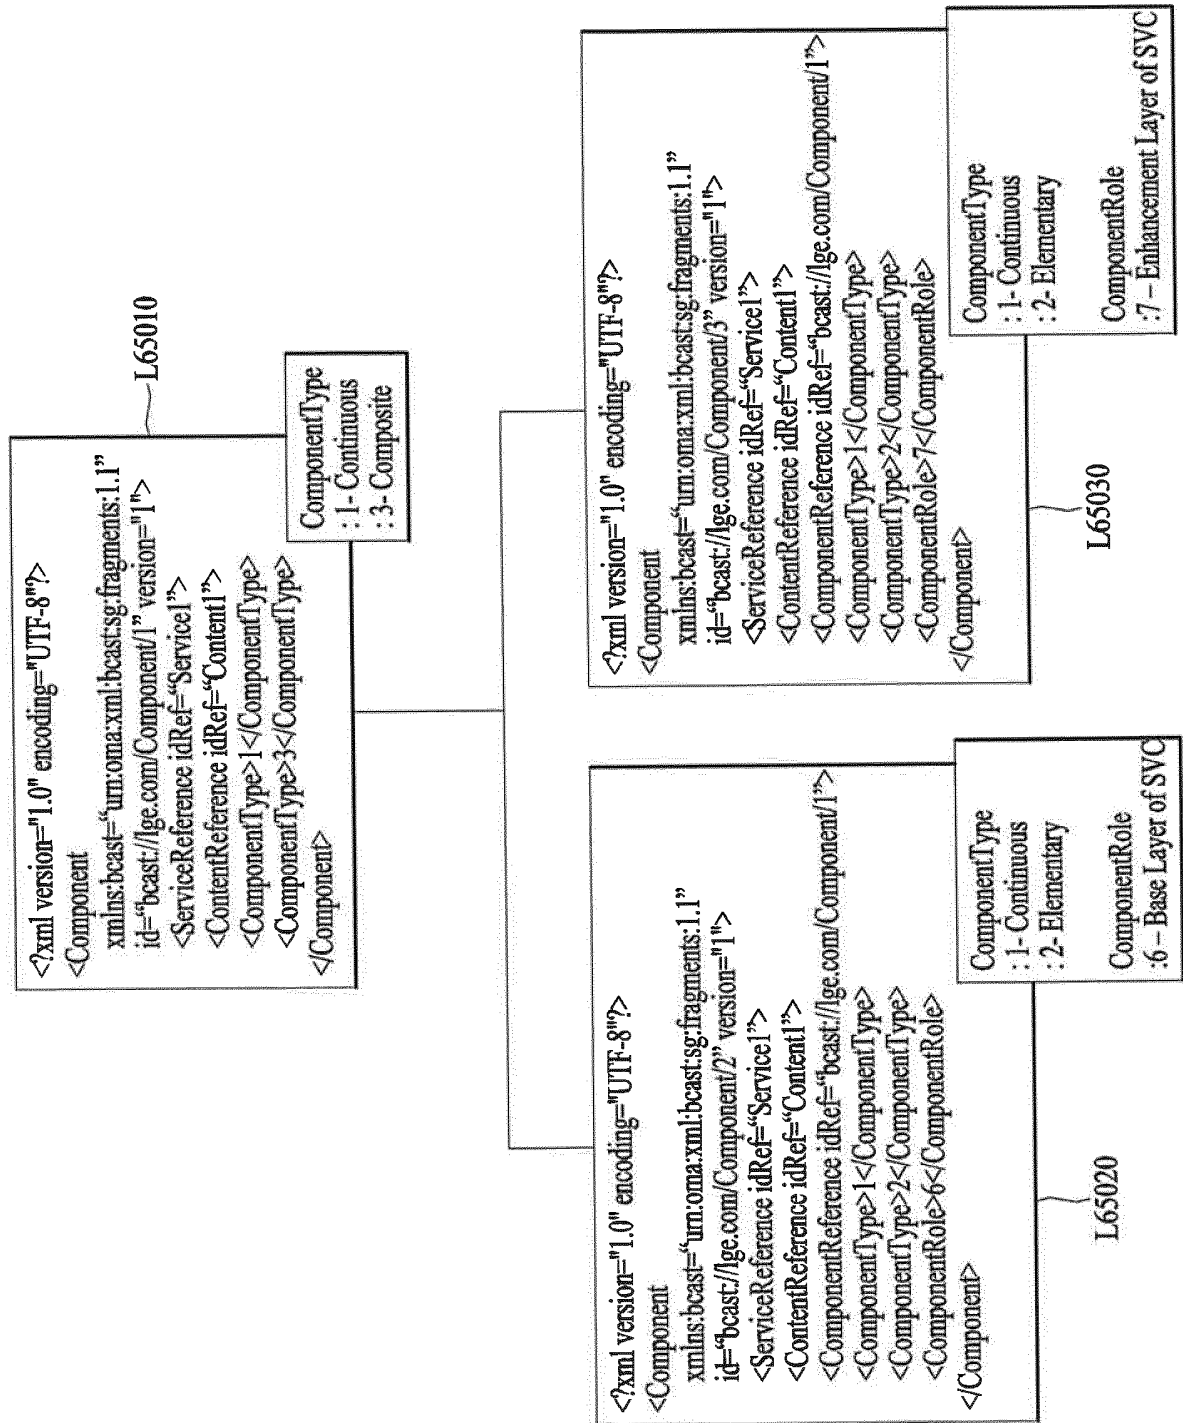 L65010
<?xml version="1.0" encoding="UTF-8"?>
<Component
xmlns:bcast=“urn:oma:xml:bcast:sg:fragments:1.1”
id=“bcast://lge.com/Component/1” version="1">
<ServiceReference idRef=“Service1”>
<ContentReference idRef=“Content1”>
<ComponentType>1</ComponentType>
<ComponentType>3</ComponentType>
</Component>
ComponentType
: 1- Continuous
: 3- Composite
<?xml version="1.0" encoding="UTF-8"?>
<Component
xmlns:bcast=“urn:oma:xml:bcast:sg:fragments:1.1”
id=“bcast://lge.com/Component/2” version="1">
<ServiceReference idRef=“Service1”>
<ContentReference idRef=“Content1”>
<ComponentReference idRef=“bcast://lge.com/Component/1”>
<ComponentType>1</ComponentType>
<ComponentType>2</ComponentType>
<ComponentRole>6</ComponentRole>
</Component>
ComponentType
: 1- Continuous
: 2- Elementary
ComponentRole
:6 – Base Layer of SVC
L65020
<?xml version="1.0" encoding="UTF-8"?>
<Component
xmlns:bcast=“urn:oma:xml:bcast:sg:fragments:1.1”
id=“bcast://lge.com/Component/3” version="1">
<ServiceReference idRef=“Service1”>
<ContentReference idRef=“Content1”>
<ComponentReference idRef=“bcast://lge.com/Component/1”>
<ComponentType>1</ComponentType>
<ComponentType>2</ComponentType>
<ComponentRole>7</ComponentRole>
</Component>
ComponentType
: 1- Continuous
: 2- Elementary
ComponentRole
:7 – Enhancement Layer of SVC
L65030